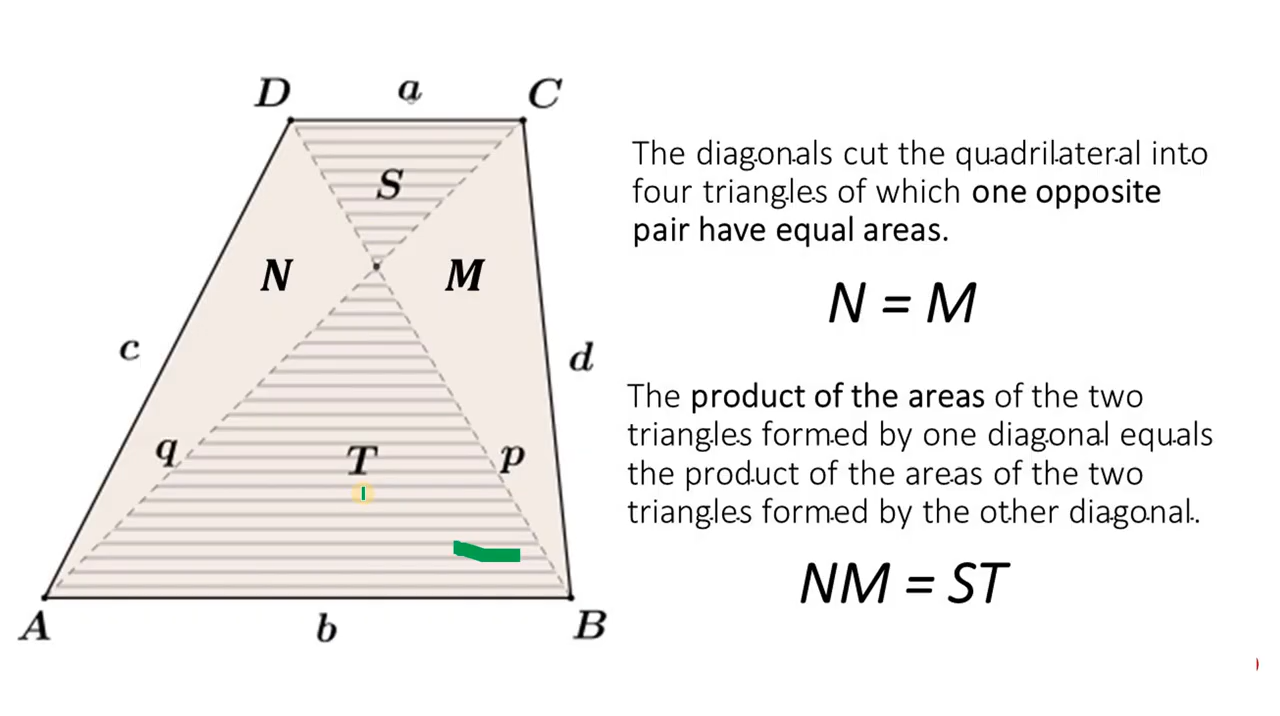 D
a
C
The diagonals cut the quadrilateral into
four triangles of which one opposite
pair have equal areas.
S
N
M
N = M
c
d
The product of the areas of the two
triangles formed by one diagonal equals
the product of the areas of the two
triangles formed by the other diagonal.
q
T
p
NM = ST
A
b
B